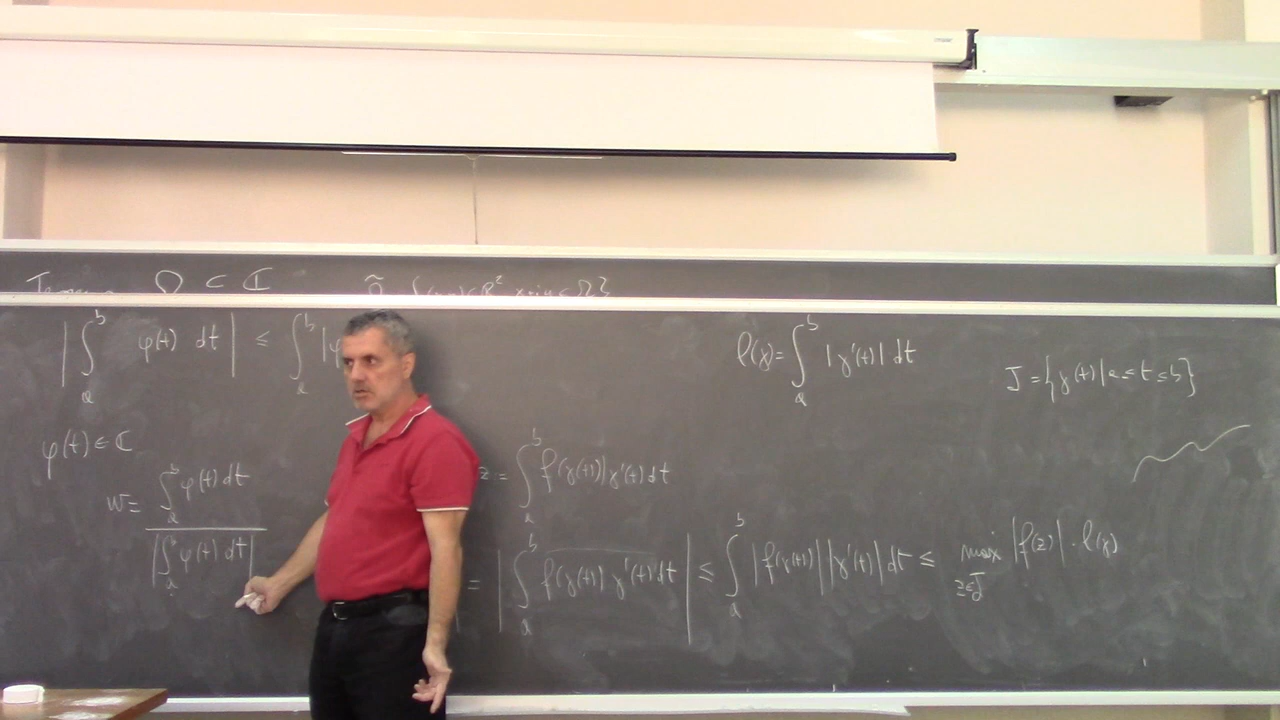 Ω ⊂ ℂ
|∫_a^b φ(t) dt| ≤ ∫_a^b |φ
φ(t) ∈ ℂ
w = ∫_a^b φ(t) dt / |∫_a^b φ(t) dt|
ℓ(γ) = ∫_a^b |γ'(t)| dt
J = {γ(t) | a ≤ t ≤ b}
z = ∫_a^b f(γ(t)) γ'(t) dt
= |∫_a^b f(γ(t)) γ'(t) dt| ≤ ∫_a^b |f(γ(t))| |γ'(t)| dt ≤ max_{z∈J} |f(z)| · ℓ(γ)